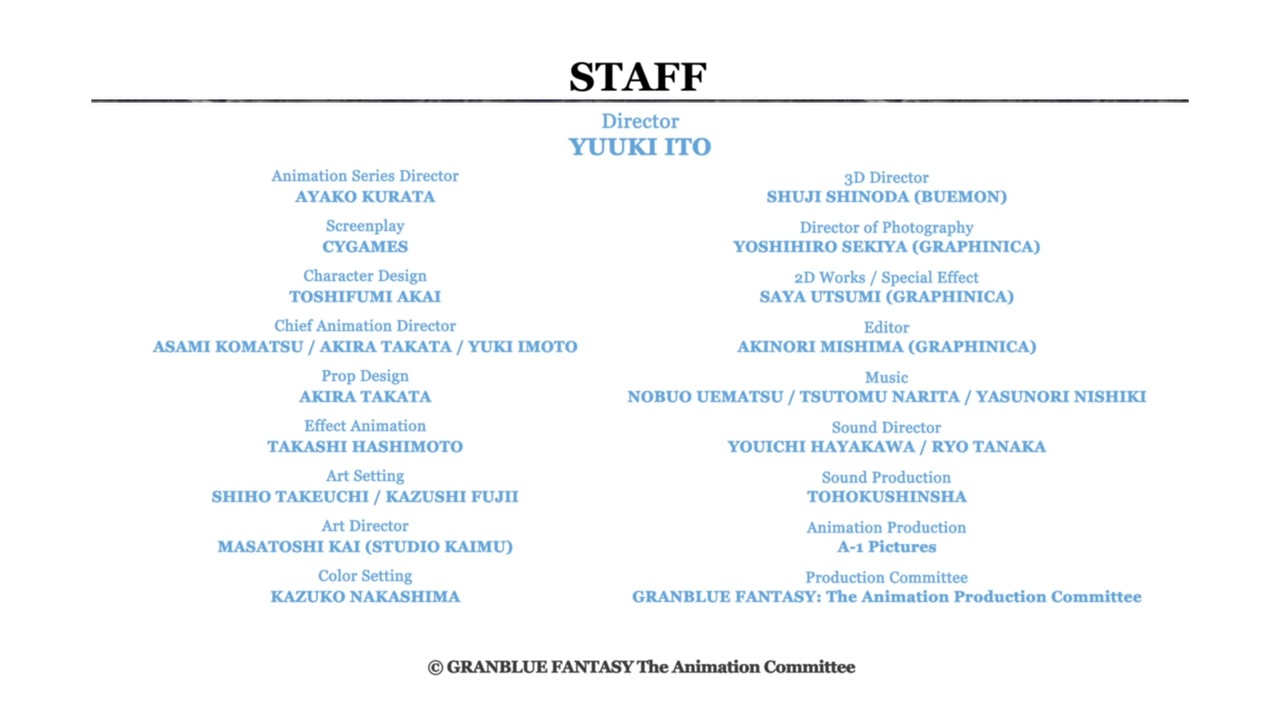 STAFF
Director
YUUKI ITO
Animation Series Director
AYAKO KURATA
Screenplay
CYGAMES
Character Design
TOSHIFUMI AKAI
Chief Animation Director
ASAMI KOMATSU / AKIRA TAKATA / YUKI IMOTO
Prop Design
AKIRA TAKATA
Effect Animation
TAKASHI HASHIMOTO
Art Setting
SHIHO TAKEUCHI / KAZUSHI FUJII
Art Director
MASATOSHI KAI (STUDIO KAIMU)
Color Setting
KAZUKO NAKASHIMA
3D Director
SHUJI SHINODA (BUEMON)
Director of Photography
YOSHIHIRO SEKIYA (GRAPHINICA)
2D Works / Special Effect
SAYA UTSUMI (GRAPHINICA)
Editor
AKINORI MISHIMA (GRAPHINICA)
Music
NOBUO UEMATSU / TSUTOMU NARITA / YASUNORI NISHIKI
Sound Director
YOUICHI HAYAKAWA / RYO TANAKA
Sound Production
TOHOKUSHINSHA
Animation Production
A-1 Pictures
Production Committee
GRANBLUE FANTASY: The Animation Production Committee
© GRANBLUE FANTASY The Animation Committee